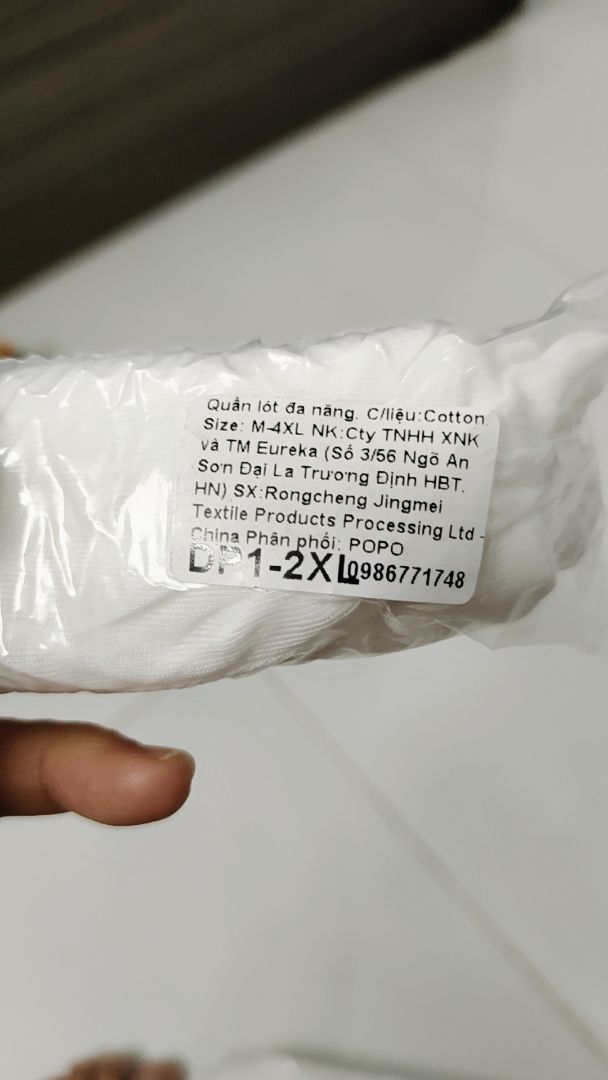 Quần lót đa năng. C/liệu:Cotton.
Size: M-4XL NK:Cty TNHH XNK
và TM Eureka (Số 3/56 Ngõ An
Sơn Đại La Trương Định HBT.
HN) SX:Rongcheng Jingmei
Textile Products Processing Ltd -
China Phân phối: POPO
DP1-2XL 0986771748